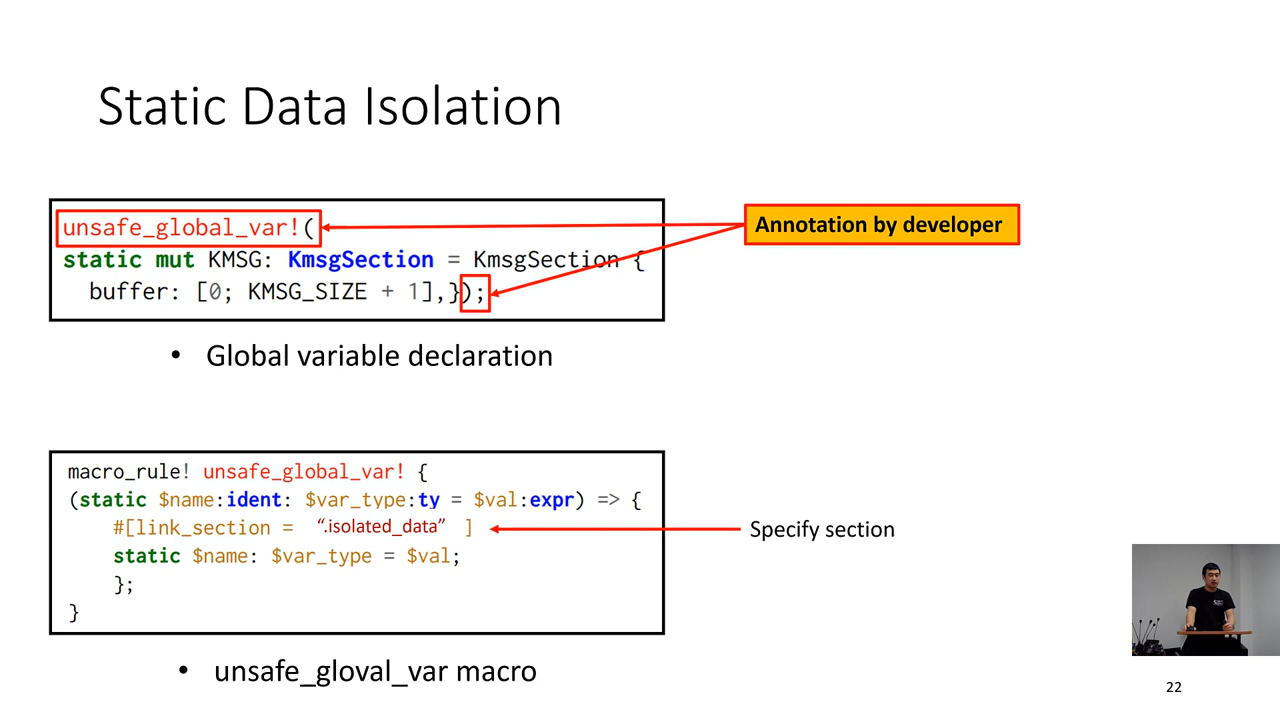 Static Data Isolation
unsafe_global_var!(
static mut KMSG: KmsgSection = KmsgSection {
buffer: [0; KMSG_SIZE + 1],});
Annotation by developer
• Global variable declaration
macro_rule! unsafe_global_var! {
(static $name:ident: $var_type:ty = $val:expr) => {
#[link_section = “.isolated_data” ]
static $name: $var_type = $val;
};
}
Specify section
• unsafe_gloval_var macro
22